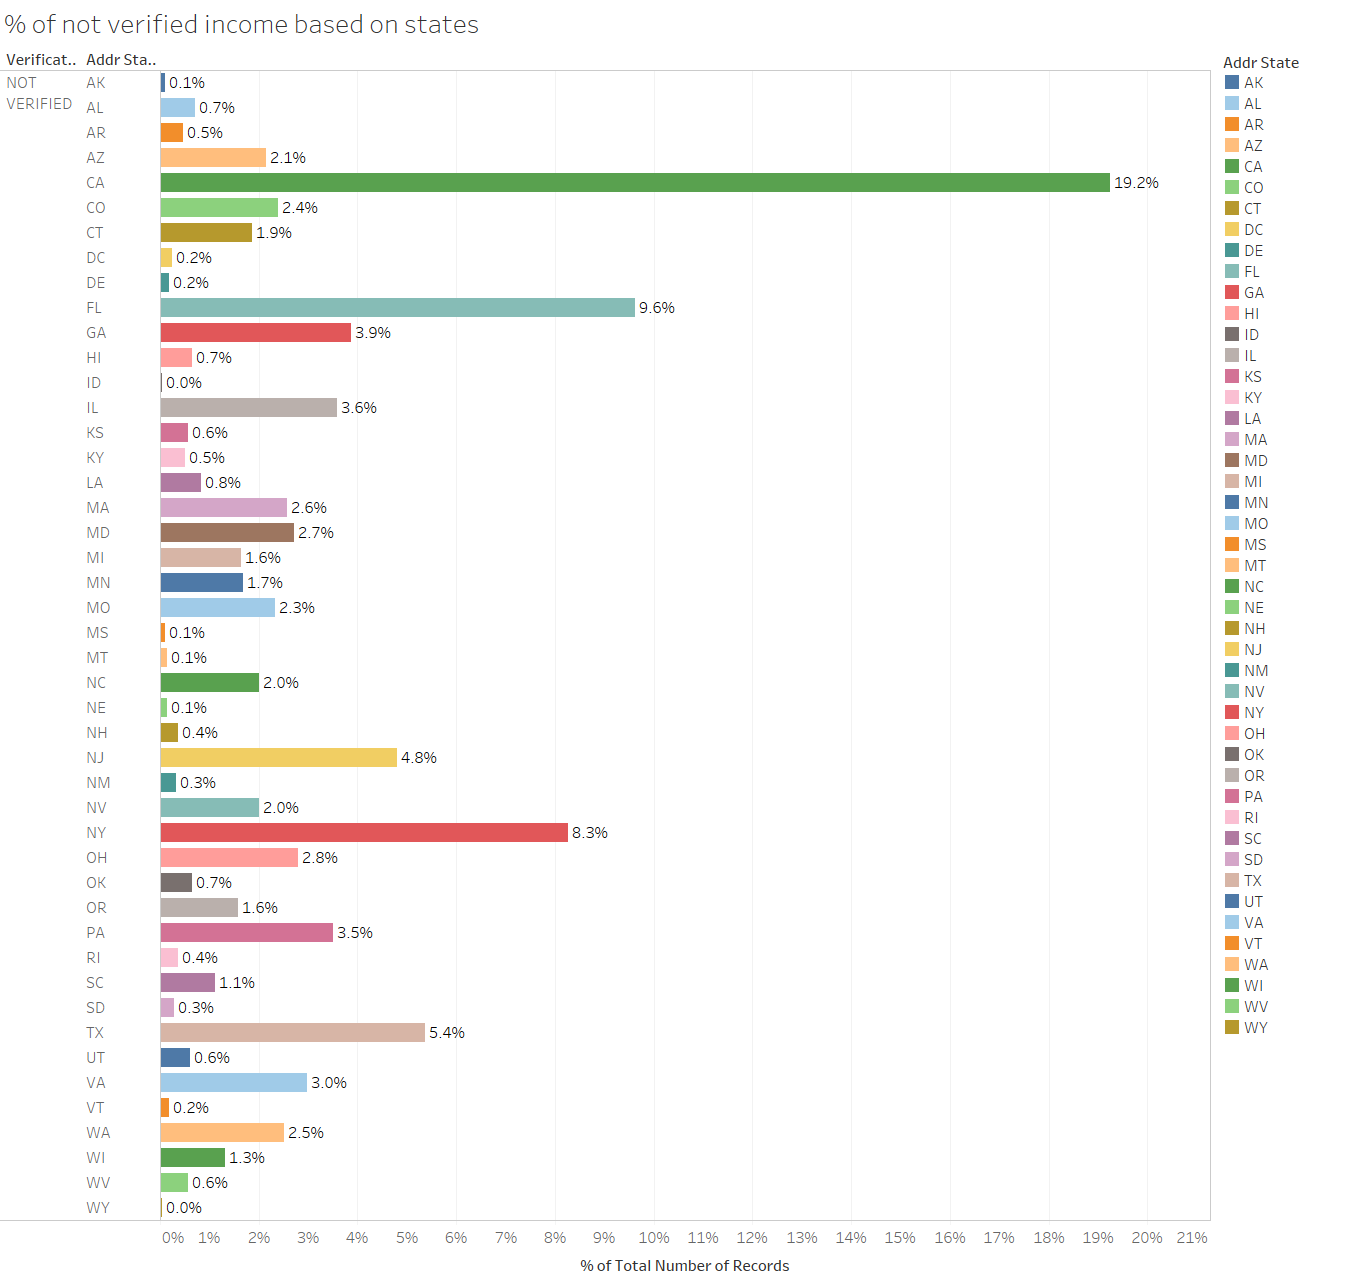 % of not verified income based on states
Verificat.. Addr Sta..
Addr State
NOT VERIFIED
AK 0.1%
AL 0.7%
AR 0.5%
AZ 2.1%
CA 19.2%
CO 2.4%
CT 1.9%
DC 0.2%
DE 0.2%
FL 9.6%
GA 3.9%
HI 0.7%
ID 0.0%
IL 3.6%
KS 0.6%
KY 0.5%
LA 0.8%
MA 2.6%
MD 2.7%
MI 1.6%
MN 1.7%
MO 2.3%
MS 0.1%
MT 0.1%
NC 2.0%
NE 0.1%
NH 0.4%
NJ 4.8%
NM 0.3%
NV 2.0%
NY 8.3%
OH 2.8%
OK 0.7%
OR 1.6%
PA 3.5%
RI 0.4%
SC 1.1%
SD 0.3%
TX 5.4%
UT 0.6%
VA 3.0%
VT 0.2%
WA 2.5%
WI 1.3%
WV 0.6%
WY 0.0%
0% 1% 2% 3% 4% 5% 6% 7% 8% 9% 10% 11% 12% 13% 14% 15% 16% 17% 18% 19% 20% 21%
% of Total Number of Records
AK
AL
AR
AZ
CA
CO
CT
DC
DE
FL
GA
HI
ID
IL
KS
KY
LA
MA
MD
MI
MN
MO
MS
MT
NC
NE
NH
NJ
NM
NV
NY
OH
OK
OR
PA
RI
SC
SD
TX
UT
VA
VT
WA
WI
WV
WY